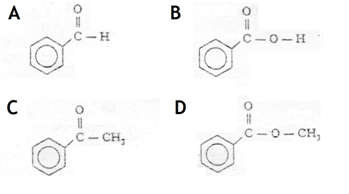 A
O
C — H
B
O
C — O — H
C
O
C — CH₃
D
O
C — O — CH₃